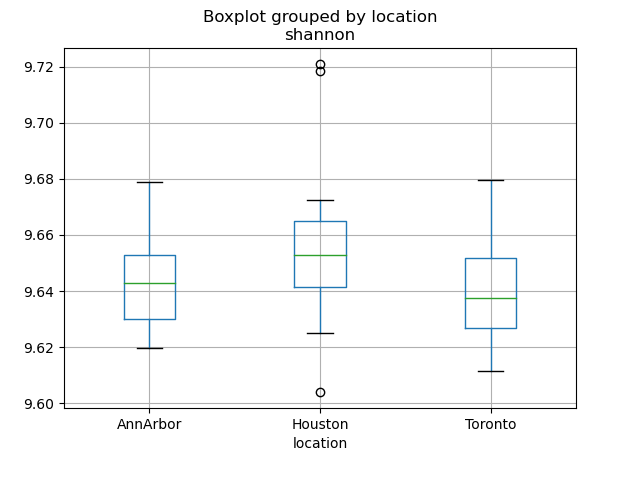 Boxplot grouped by location
shannon
9.72
9.70
9.68
9.66
9.64
9.62
9.60
AnnArbor Houston Toronto
location